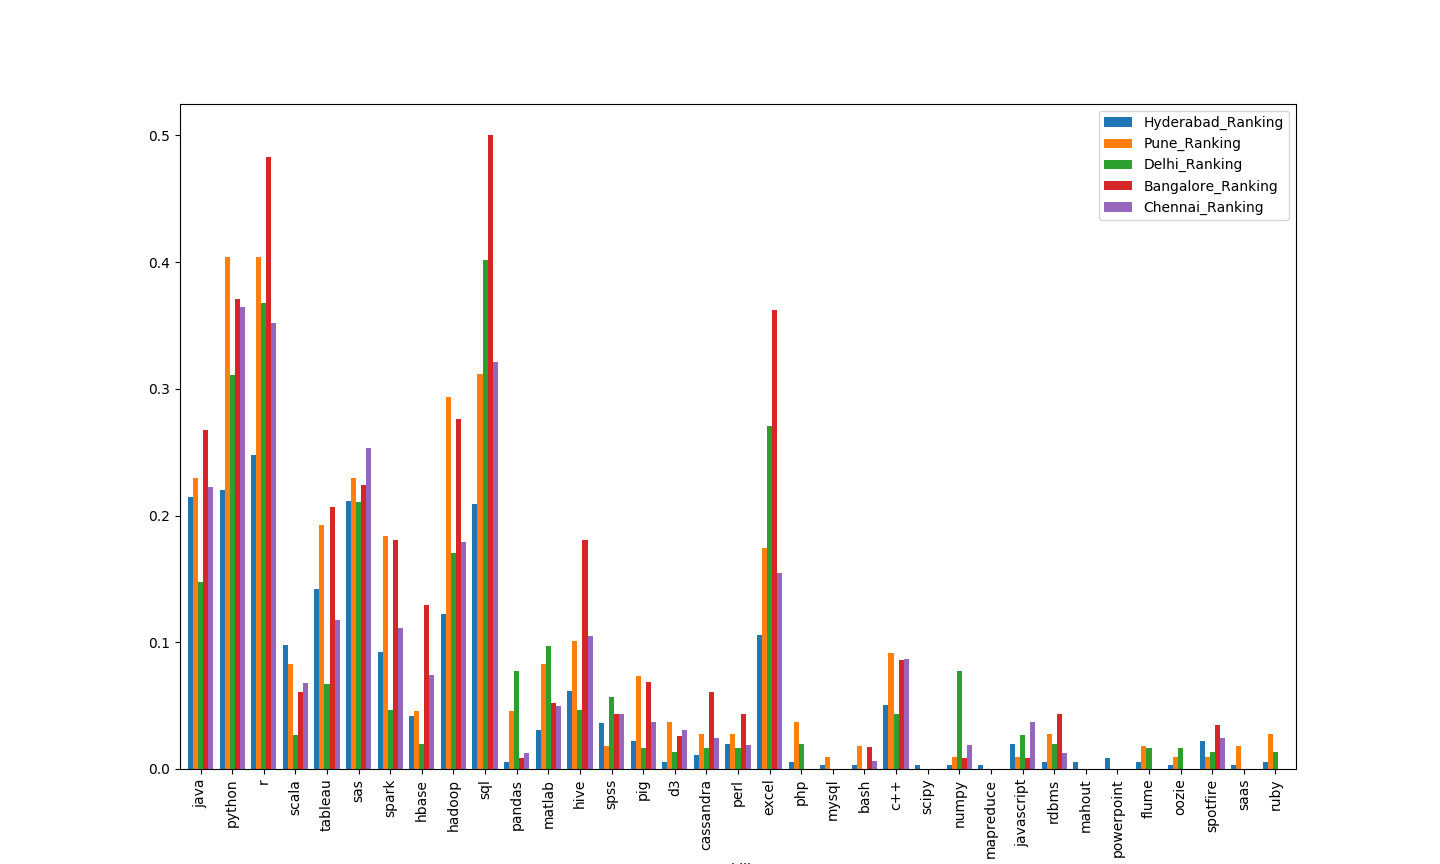 0.5
0.4
0.3
0.2
0.1
0.0
Hyderabad_Ranking
Pune_Ranking
Delhi_Ranking
Bangalore_Ranking
Chennai_Ranking
java
python
r
scala
tableau
sas
spark
hbase
hadoop
sql
pandas
matlab
hive
spss
pig
d3
cassandra
perl
excel
php
mysql
bash
c++
scipy
numpy
mapreduce
javascript
rdbms
mahout
powerpoint
flume
oozie
spotfire
saas
ruby